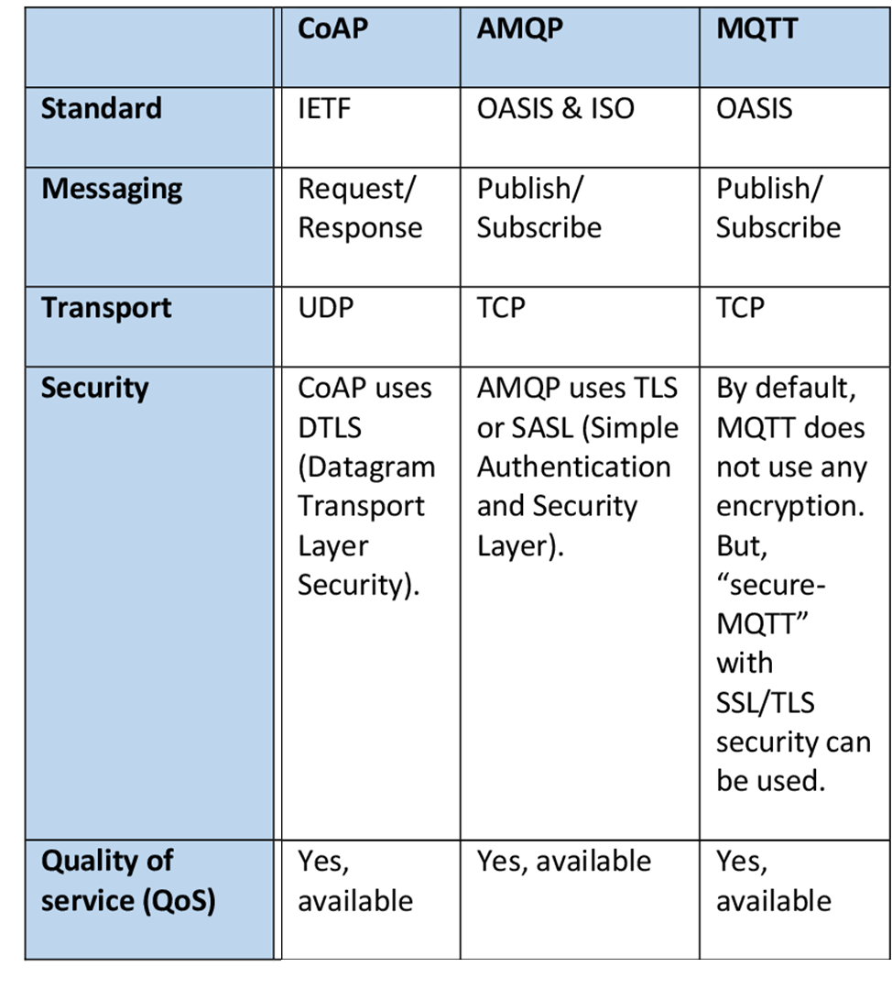 CoAP AMQP MQTT
Standard IETF OASIS & ISO OASIS
Messaging Request/ Publish/ Publish/
Response Subscribe Subscribe
Transport UDP TCP TCP
Security CoAP uses AMQP uses TLS By default,
DTLS or SASL (Simple MQTT does
(Datagram Authentication not use any
Transport and Security encryption.
Layer Layer). But,
Security). “secure-
MQTT”
with
SSL/TLS
security can
be used.
Quality of Yes, Yes, available Yes,
service (QoS) available available